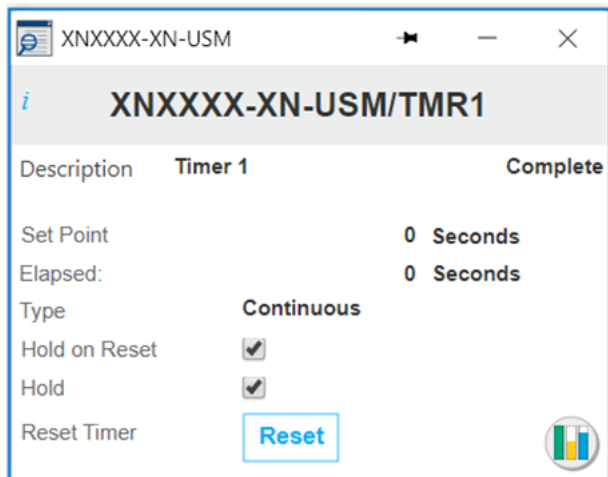 XNXXXX-XN-USM
i XNXXXX-XN-USM/TMR1
Description Timer 1 Complete
Set Point 0 Seconds
Elapsed: 0 Seconds
Type Continuous
Hold on Reset
Hold
Reset Timer Reset